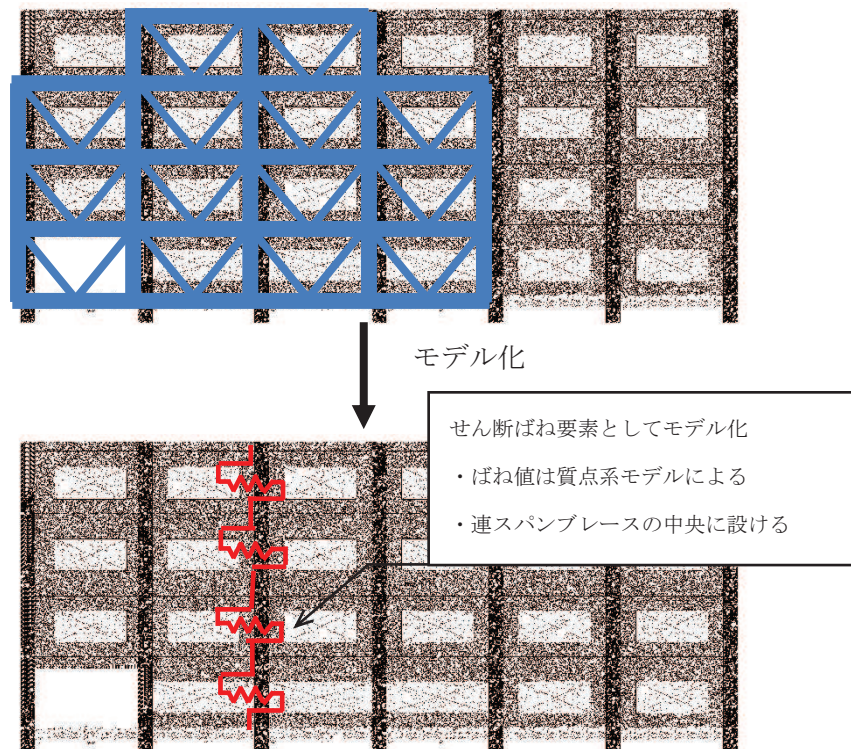 モデル化
せん断ばね要素としてモデル化
・ばね値は質点系モデルによる
・連スパンブレースの中央に設ける